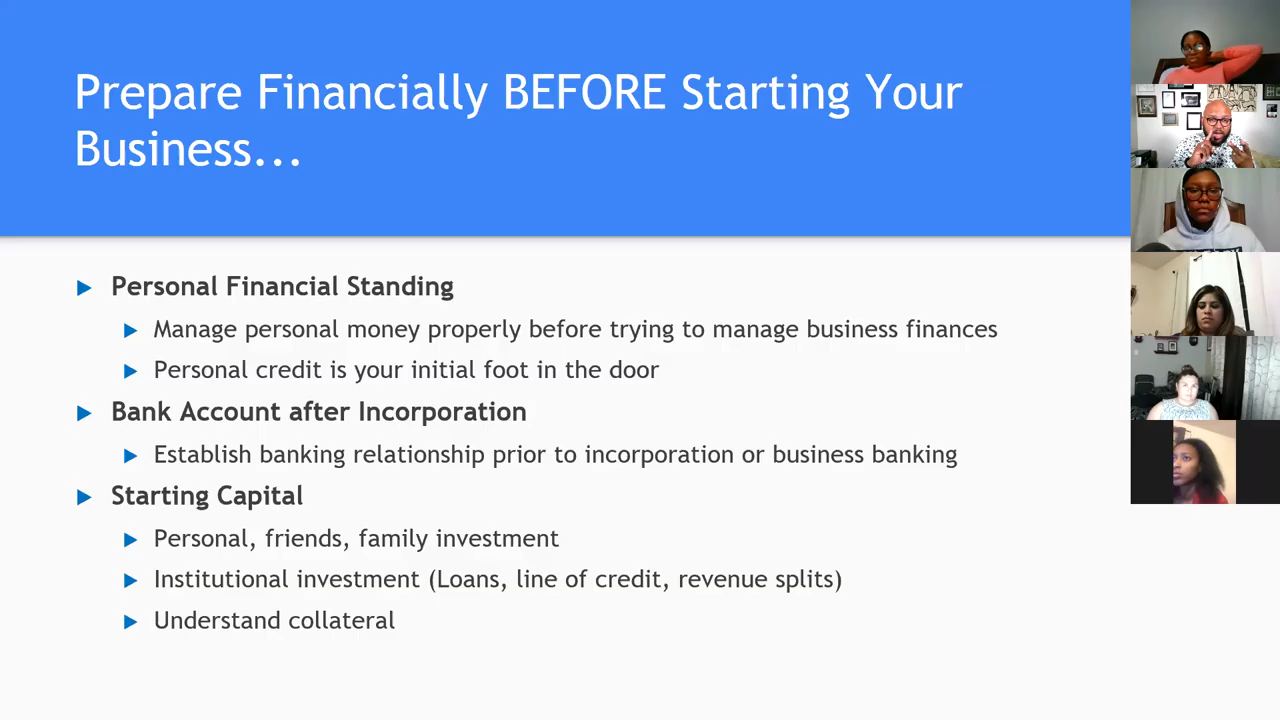 Prepare Financially BEFORE Starting Your
Business...
Personal Financial Standing
Manage personal money properly before trying to manage business finances
Personal credit is your initial foot in the door
Bank Account after Incorporation
Establish banking relationship prior to incorporation or business banking
Starting Capital
Personal, friends, family investment
Institutional investment (Loans, line of credit, revenue splits)
Understand collateral